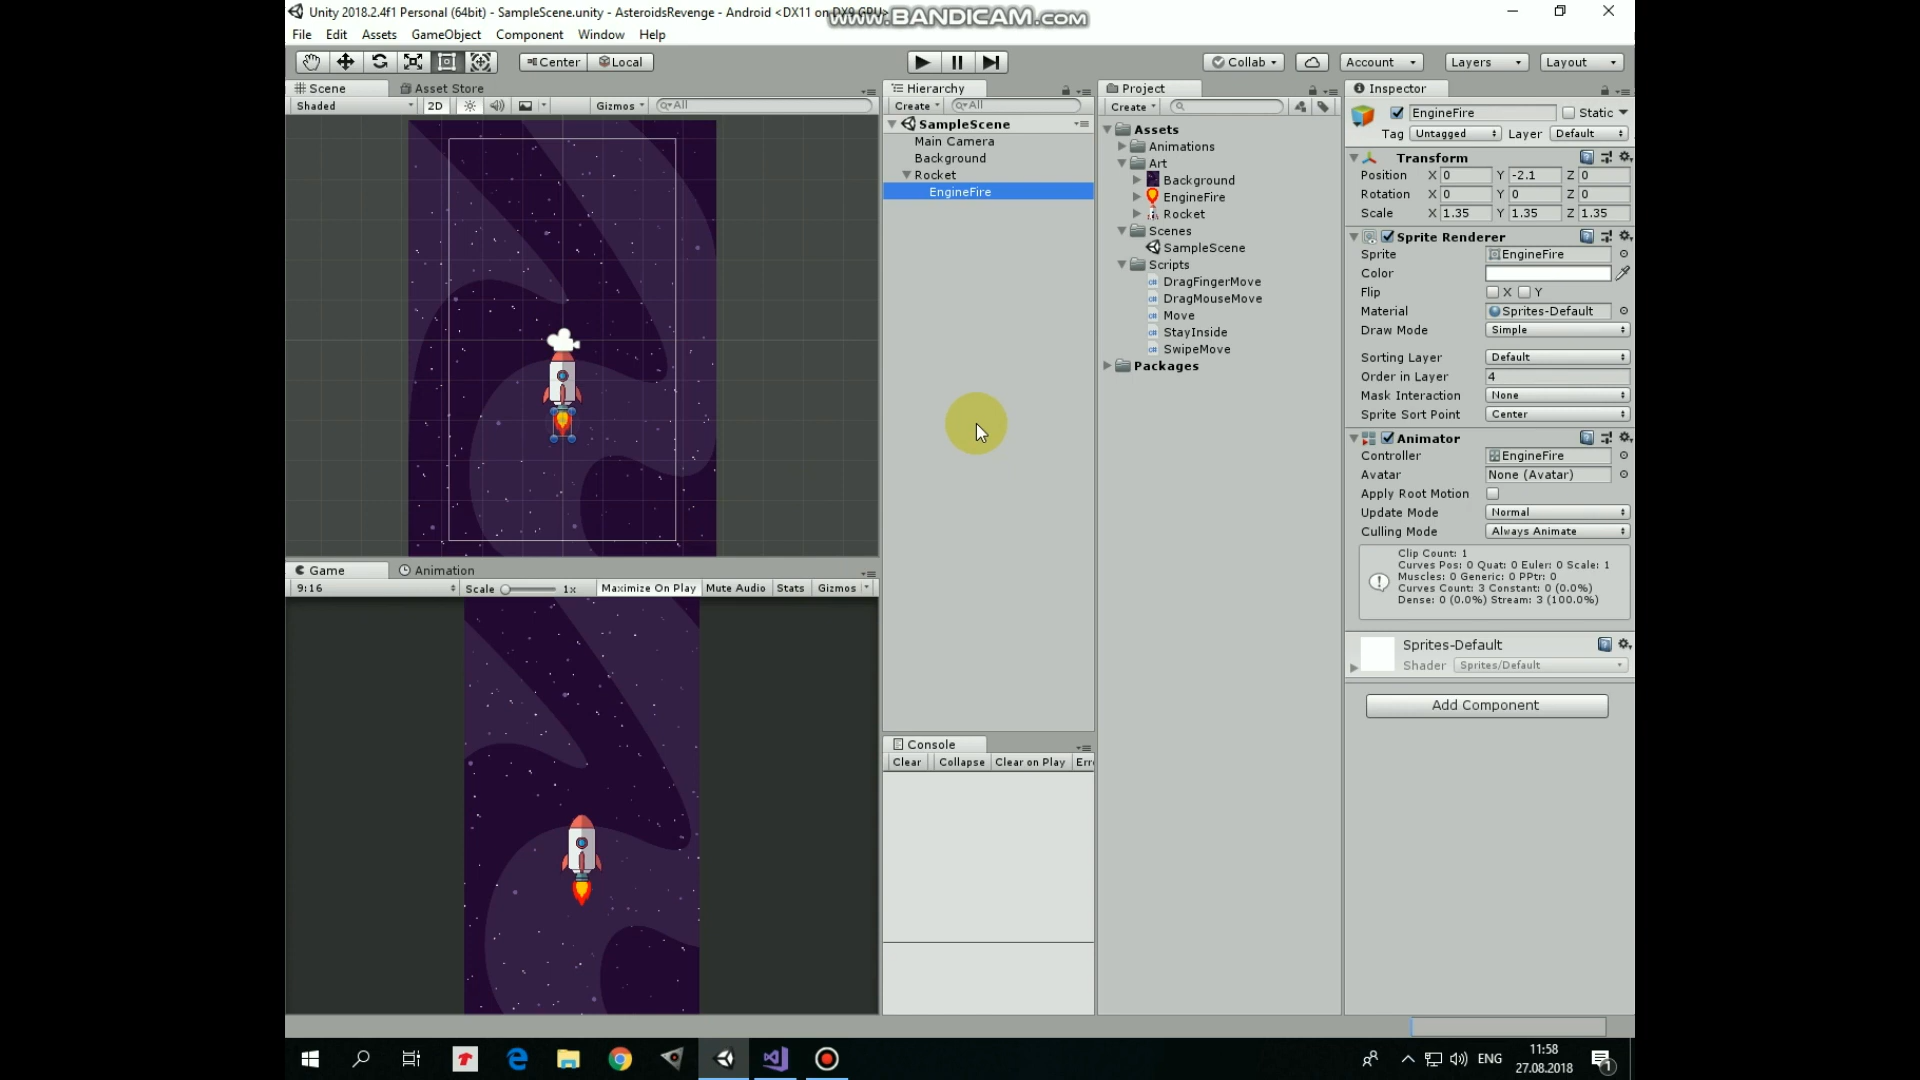 Unity 2018.2.4f1 Personal (64bit) - SampleScene.unity - AsteroidsRevenge - Android <DX11 on DX9 GPU>
www.BANDICAM.com
File Edit Assets GameObject Component Window Help
Center Local Collab Account Layers Layout
Scene Asset Store
Shaded 2D Gizmos All
Game Animation
9:16 Scale 1x Maximize On Play Mute Audio Stats Gizmos
Hierarchy
Create All
SampleScene
Main Camera
Background
Rocket
EngineFire
Console
Clear Collapse Clear on Play Err
Project
Create
Assets
Animations
Art
Background
EngineFire
Rocket
Scenes
SampleScene
Scripts
DragFingerMove
DragMouseMove
Move
StayInside
SwipeMove
Packages
Inspector
EngineFire Static
Tag Untagged Layer Default
Transform
Position X 0 Y -2.1 Z 0
Rotation X 0 Y 0 Z 0
Scale X 1.35 Y 1.35 Z 1.35
Sprite Renderer
Sprite EngineFire
Color
Flip X Y
Material Sprites-Default
Draw Mode Simple
Sorting Layer Default
Order in Layer 4
Mask Interaction None
Sprite Sort Point Center
Animator
Controller EngineFire
Avatar None (Avatar)
Apply Root Motion
Update Mode Normal
Culling Mode Always Animate
Clip Count: 1
Curves Pos: 0 Quat: 0 Euler: 0 Scale: 1
Muscles: 0 Generic: 0 PPtr: 0
Curves Count: 3 Constant: 0 (0.0%)
Dense: 0 (0.0%) Stream: 3 (100.0%)
Sprites-Default
Shader Sprites/Default
Add Component
ENG
11:58
27.08.2018
1